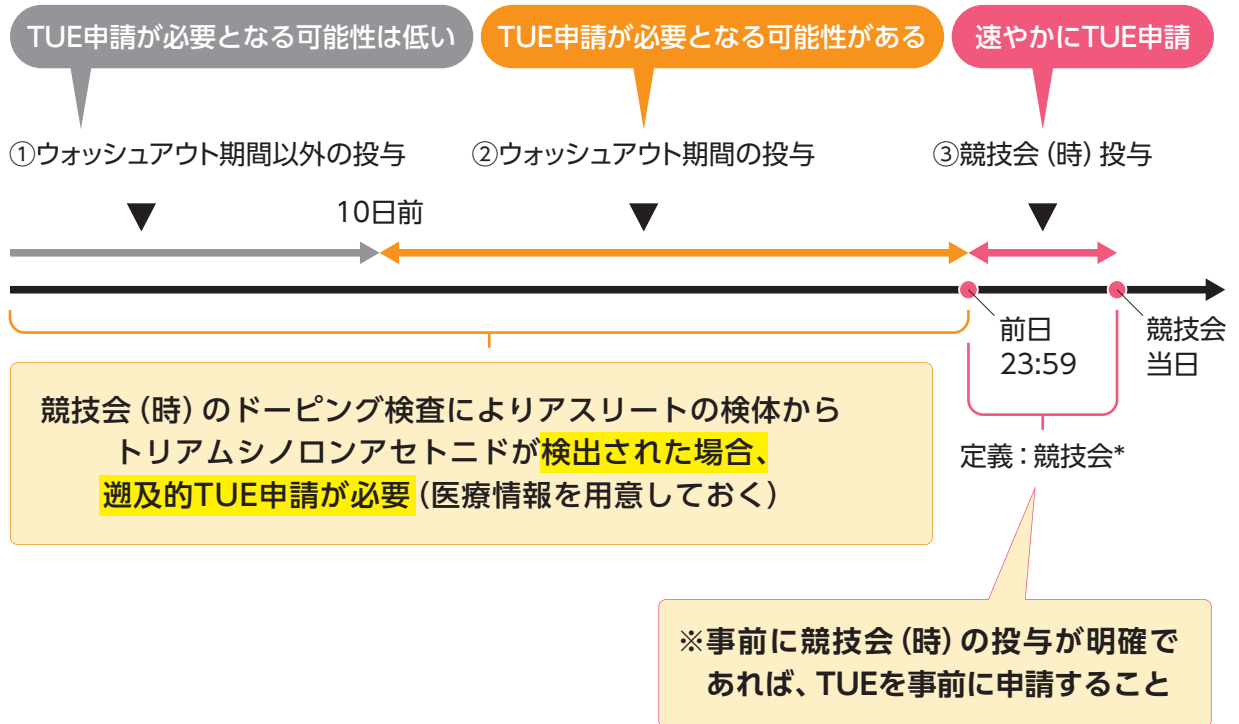 TUE申請が必要となる可能性は低い
TUE申請が必要となる可能性がある
速やかにTUE申請
①ウォッシュアウト期間以外の投与
②ウォッシュアウト期間の投与
③競技会(時)投与
10日前
前日
23:59
競技会
当日
競技会(時)のドーピング検査によりアスリートの検体から
トリアムシノロンアセトニドが検出された場合、
遡及的TUE申請が必要(医療情報を用意しておく)
定義:競技会*
※事前に競技会(時)の投与が明確で
あれば、TUEを事前に申請すること